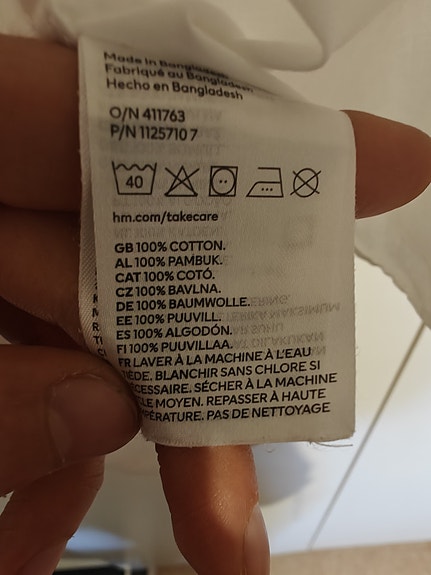 Made in Bangladesh
Fabriqué au Bangladesh
Hecho en Bangladesh
O/N 411763
P/N 1125710 7
40
hm.com/takecare
GB 100% COTTON.
AL 100% PAMBUK.
CAT 100% COTÓ.
CZ 100% BAVLNA.
DE 100% BAUMWOLLE.
EE 100% PUUVILL.
ES 100% ALGODÓN.
FI 100% PUUVILLAA.
FR LAVER À LA MACHINE À L'EAU
BLANCHIR SANS CHLORE SI
SÉCHER À LA MACHINE
MOYEN. REPASSER À HAUTE
PAS DE NETTOYAGE